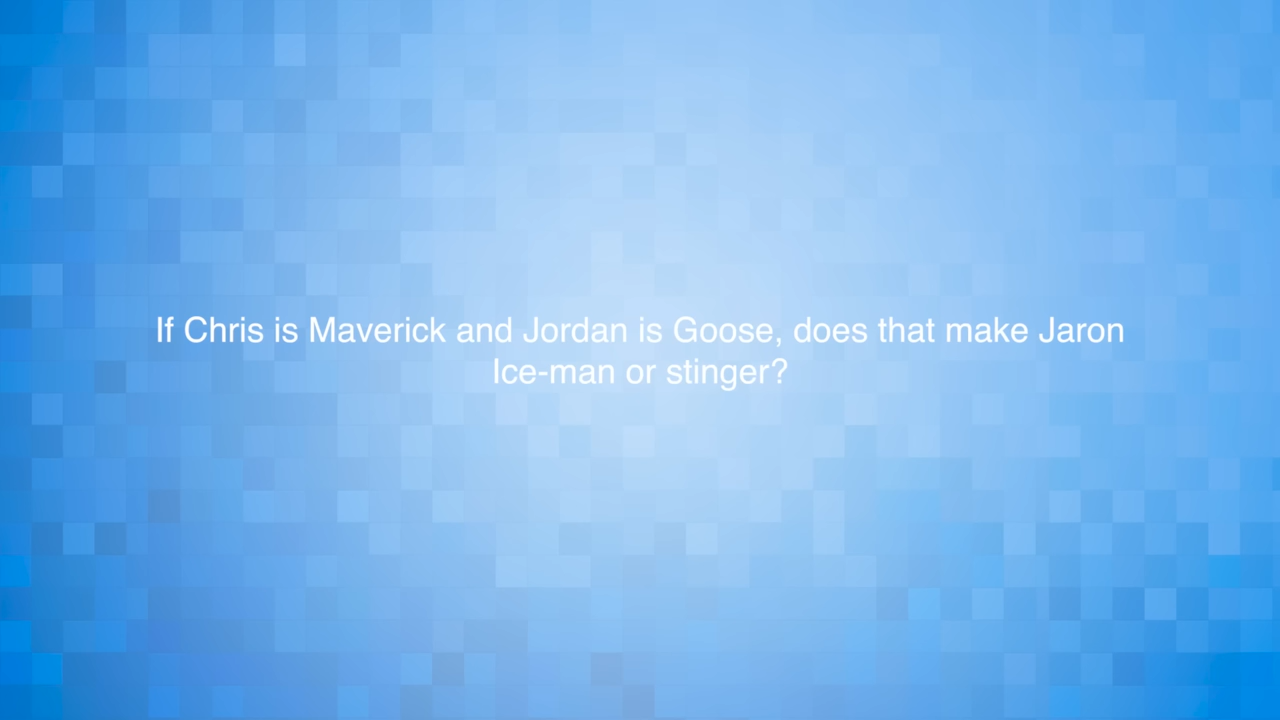 If Chris is Maverick and Jordan is Goose, does that make Jaron
Ice-man or stinger?